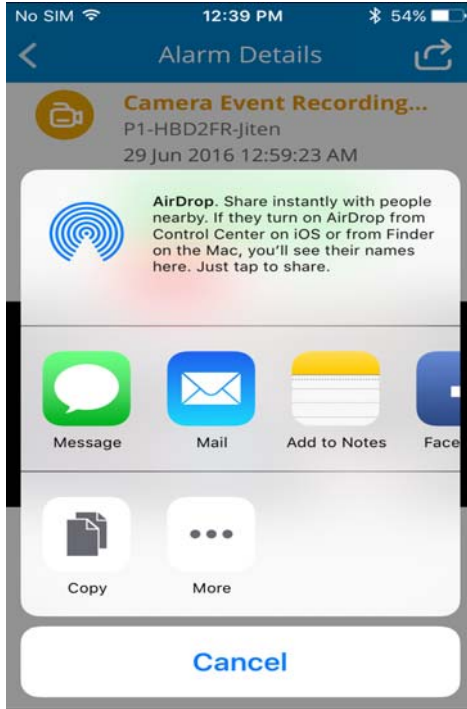 No SIM 12:39 PM 54%
Alarm Details
Camera Event Recording...
P1-HBD2FR-Jiten
29 Jun 2016 12:59:23 AM
AirDrop. Share instantly with people
nearby. If they turn on AirDrop from
Control Center on iOS or from Finder
on the Mac, you'll see their names
here. Just tap to share.
Message Mail Add to Notes Face
Copy More
Cancel